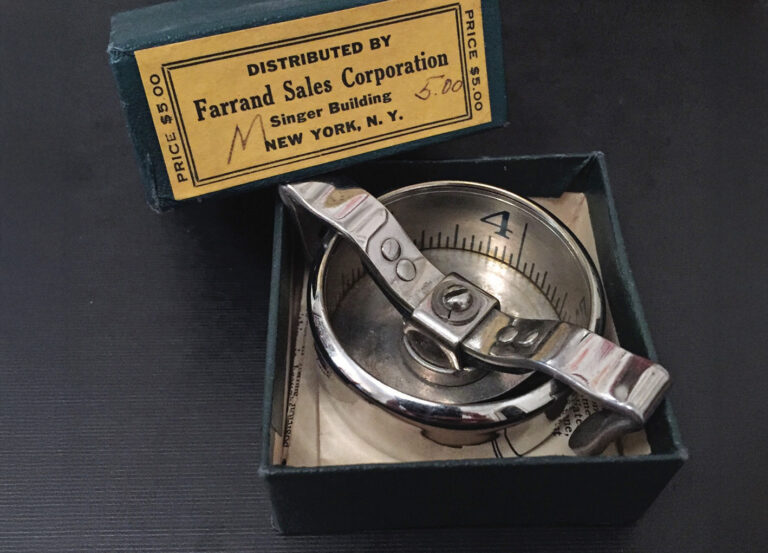 DISTRIBUTED BY
Farrand Sales Corporation
Singer Building
NEW YORK, N. Y.
PRICE $5.00
PRICE $5.00
M
5.00
4